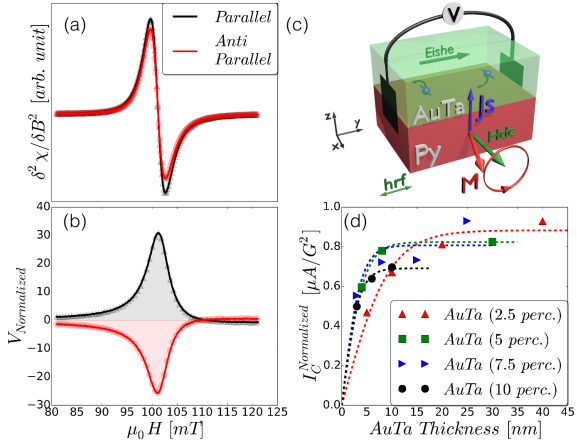 (a)
Parallel
Anti
Parallel
δ² χ/δB² [arb. unit]
(b)
V_Normalized
40
30
20
10
0
−10
−20
−30
80 85 90 95 100 105 110 115 120 125
μ₀ H [mT]
(c)
V
Eishe
AuTa
Js
Hdc
Py
M
hrf
z
y
x
(d)
I_C^Normalized [μA/G²]
1.0
0.8
0.6
0.4
0.2
0.0
0 5 10 15 20 25 30 35 40 45
AuTa Thickness [nm]
AuTa (2.5 perc.)
AuTa (5 perc.)
AuTa (7.5 perc.)
AuTa (10 perc.)